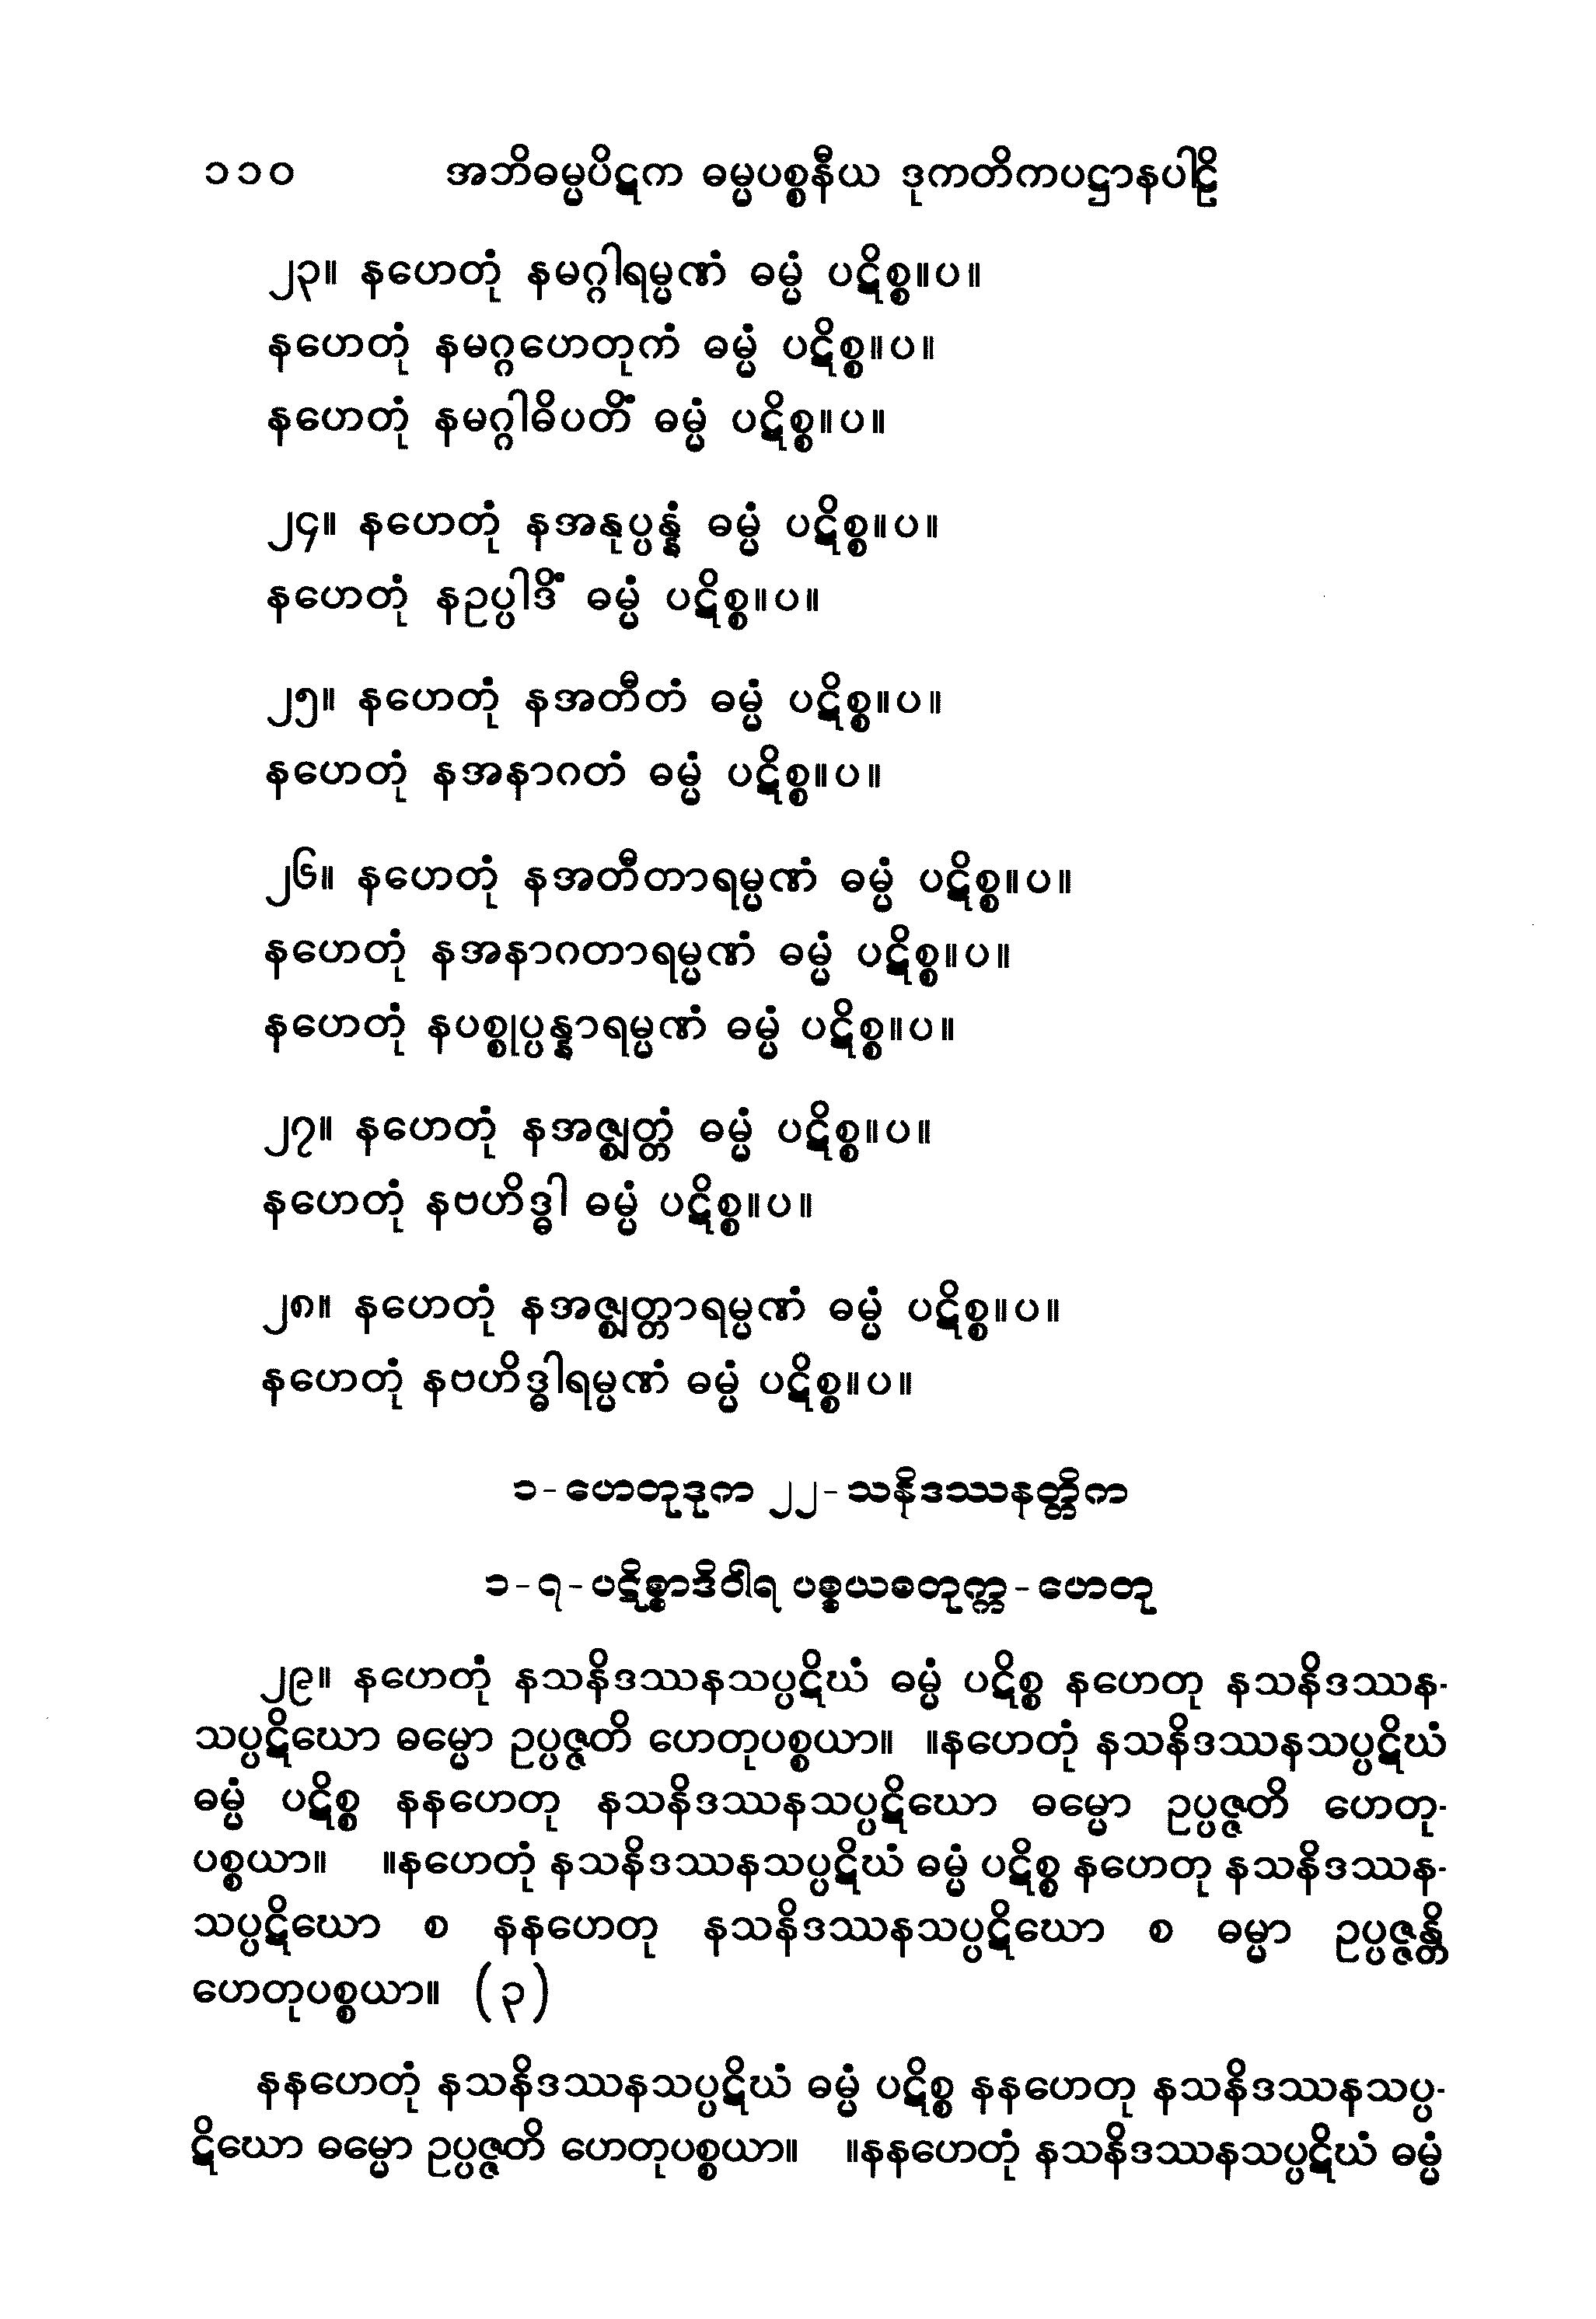 ၁၁၀ အဘိဓမ္မပိဋက ဓမ္မပစ္စနီယ ဒုကတိကပဋ္ဌာနပါဠိ
၂၃။ နဟေတုံ နမဂ္ဂါရမ္မဏံ ဓမ္မံ ပဋိစ္စ။ပ။
နဟေတုံ နမဂ္ဂဟေတုကံ ဓမ္မံ ပဋိစ္စ။ပ။
နဟေတုံ နမဂ္ဂါဓိပတိံ ဓမ္မံ ပဋိစ္စ။ပ။
၂၄။ နဟေတုံ နအနုပ္ပန္နံ ဓမ္မံ ပဋိစ္စ။ပ။
နဟေတုံ နဥပ္ပါဒိံ ဓမ္မံ ပဋိစ္စ။ပ။
၂၅။ နဟေတုံ နအတီတံ ဓမ္မံ ပဋိစ္စ။ပ။
နဟေတုံ နအနာဂတံ ဓမ္မံ ပဋိစ္စ။ပ။
၂၆။ နဟေတုံ နအတီတာရမ္မဏံ ဓမ္မံ ပဋိစ္စ။ပ။
နဟေတုံ နအနာဂတာရမ္မဏံ ဓမ္မံ ပဋိစ္စ။ပ။
နဟေတုံ နပစ္စုပ္ပန္နာရမ္မဏံ ဓမ္မံ ပဋိစ္စ။ပ။
၂၇။ နဟေတုံ နအဇ္ဈတ္တံ ဓမ္မံ ပဋိစ္စ။ပ။
နဟေတုံ နဗဟိဒ္ဓါ ဓမ္မံ ပဋိစ္စ။ပ။
၂၈။ နဟေတုံ နအဇ္ဈတ္တာရမ္မဏံ ဓမ္မံ ပဋိစ္စ။ပ။
နဟေတုံ နဗဟိဒ္ဓါရမ္မဏံ ဓမ္မံ ပဋိစ္စ။ပ။
၁-ဟေတုဒုက ၂၂-သနိဒဿနတ္တိက
၁-၇-ပဋိစ္စာဒိဝါရ ပစ္စယစတုက္က-ဟေတု
၂၉။ နဟေတုံ နသနိဒဿနသပ္ပဋိဃံ ဓမ္မံ ပဋိစ္စ နဟေတု နသနိဒဿန-
သပ္ပဋိဃော ဓမ္မော ဥပ္ပဇ္ဇတိ ဟေတုပစ္စယာ။ ။နဟေတုံ နသနိဒဿနသပ္ပဋိဃံ
ဓမ္မံ ပဋိစ္စ နနဟေတု နသနိဒဿနသပ္ပဋိဃော ဓမ္မော ဥပ္ပဇ္ဇတိ ဟေတု-
ပစ္စယာ။ ။နဟေတုံ နသနိဒဿနသပ္ပဋိဃံ ဓမ္မံ ပဋိစ္စ နဟေတု နသနိဒဿန-
သပ္ပဋိဃော စ နနဟေတု နသနိဒဿနသပ္ပဋိဃော စ ဓမ္မာ ဥပ္ပဇ္ဇန္တိ
ဟေတုပစ္စယာ။ (၃)
နနဟေတုံ နသနိဒဿနသပ္ပဋိဃံ ဓမ္မံ ပဋိစ္စ နနဟေတု နသနိဒဿနသပ္ပ-
ဋိဃော ဓမ္မော ဥပ္ပဇ္ဇတိ ဟေတုပစ္စယာ။ ။နနဟေတုံ နသနိဒဿနသပ္ပဋိဃံ ဓမ္မံ